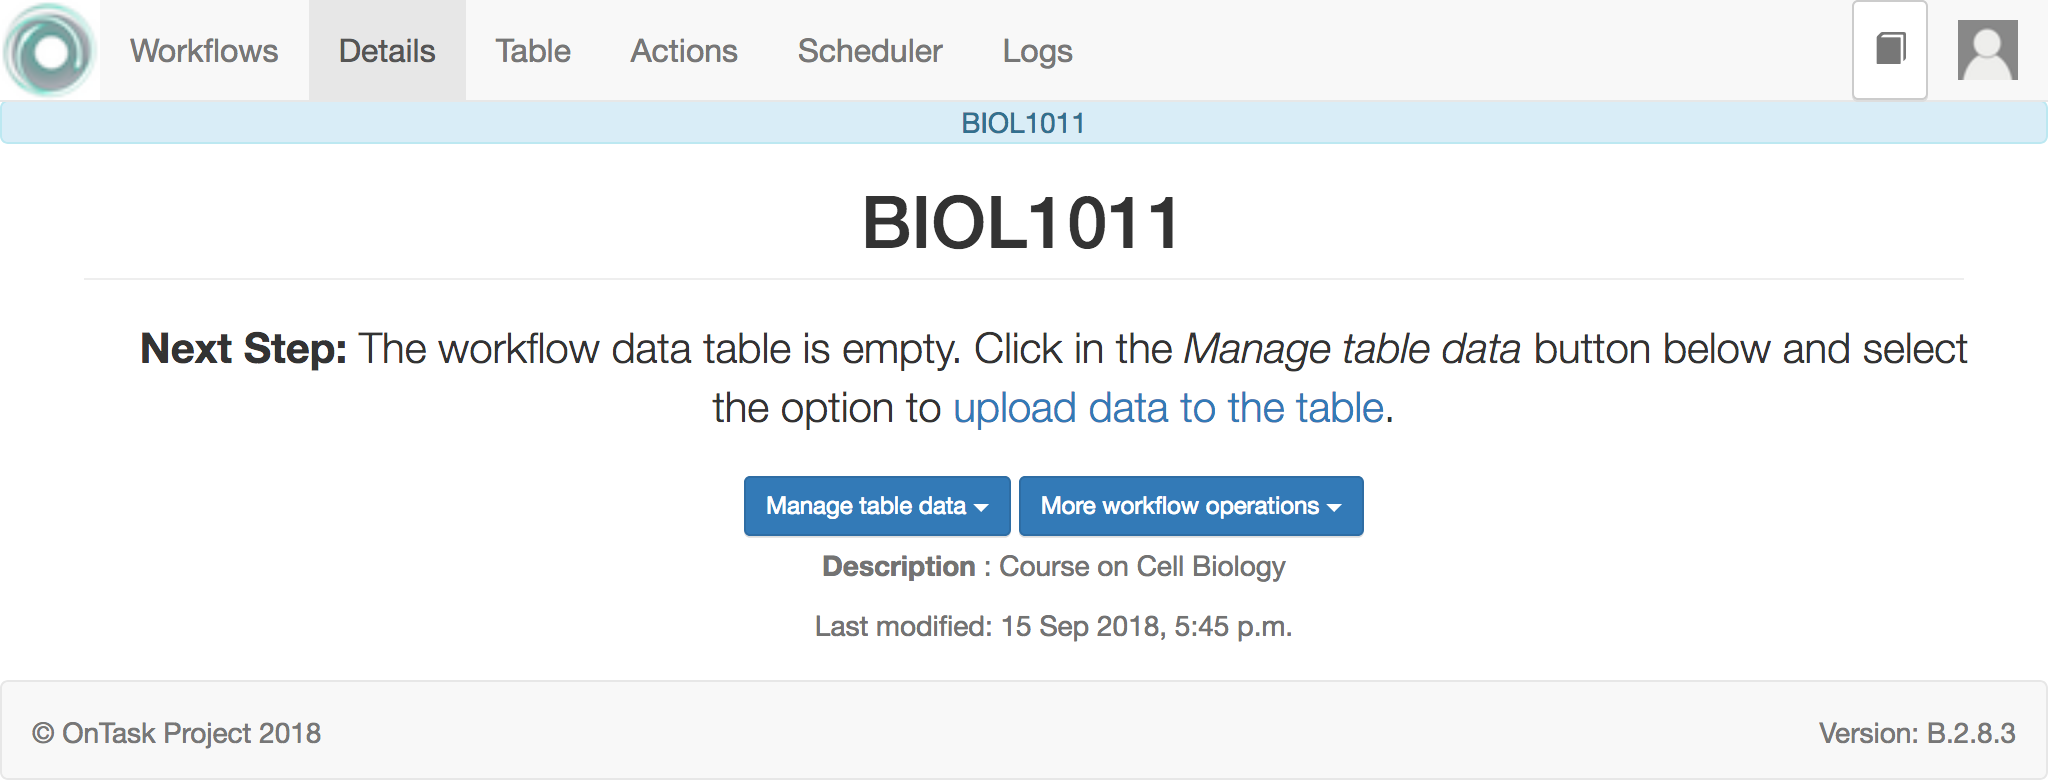 Workflows Details Table Actions Scheduler Logs
BIOL1011
BIOL1011
Next Step: The workflow data table is empty. Click in the Manage table data button below and select
the option to upload data to the table.
Manage table data More workflow operations
Description : Course on Cell Biology
Last modified: 15 Sep 2018, 5:45 p.m.
© OnTask Project 2018 Version: B.2.8.3